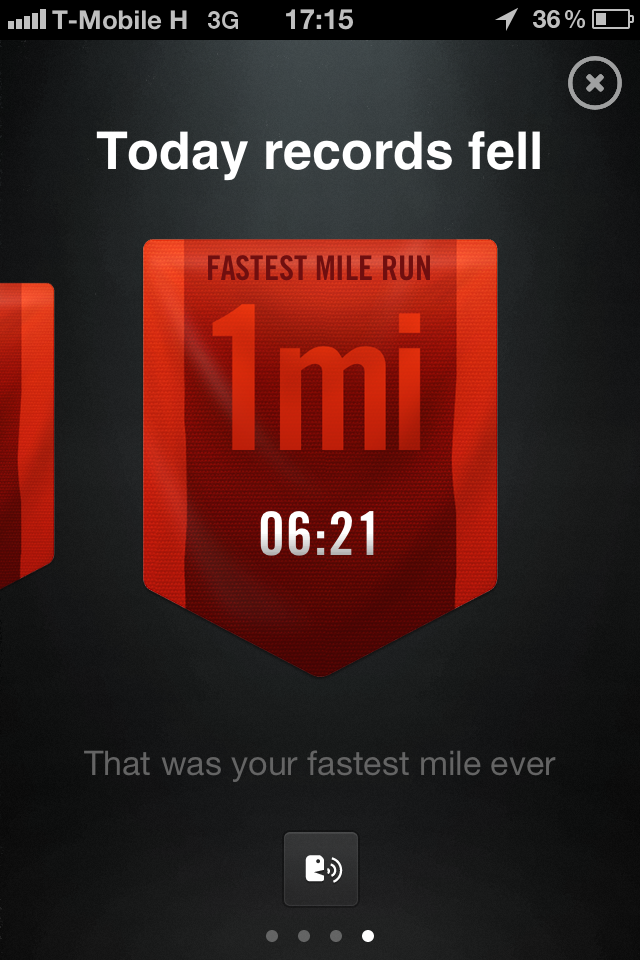 T-Mobile H 3G 17:15 36%
Today records fell
FASTEST MILE RUN
1mi
06:21
That was your fastest mile ever